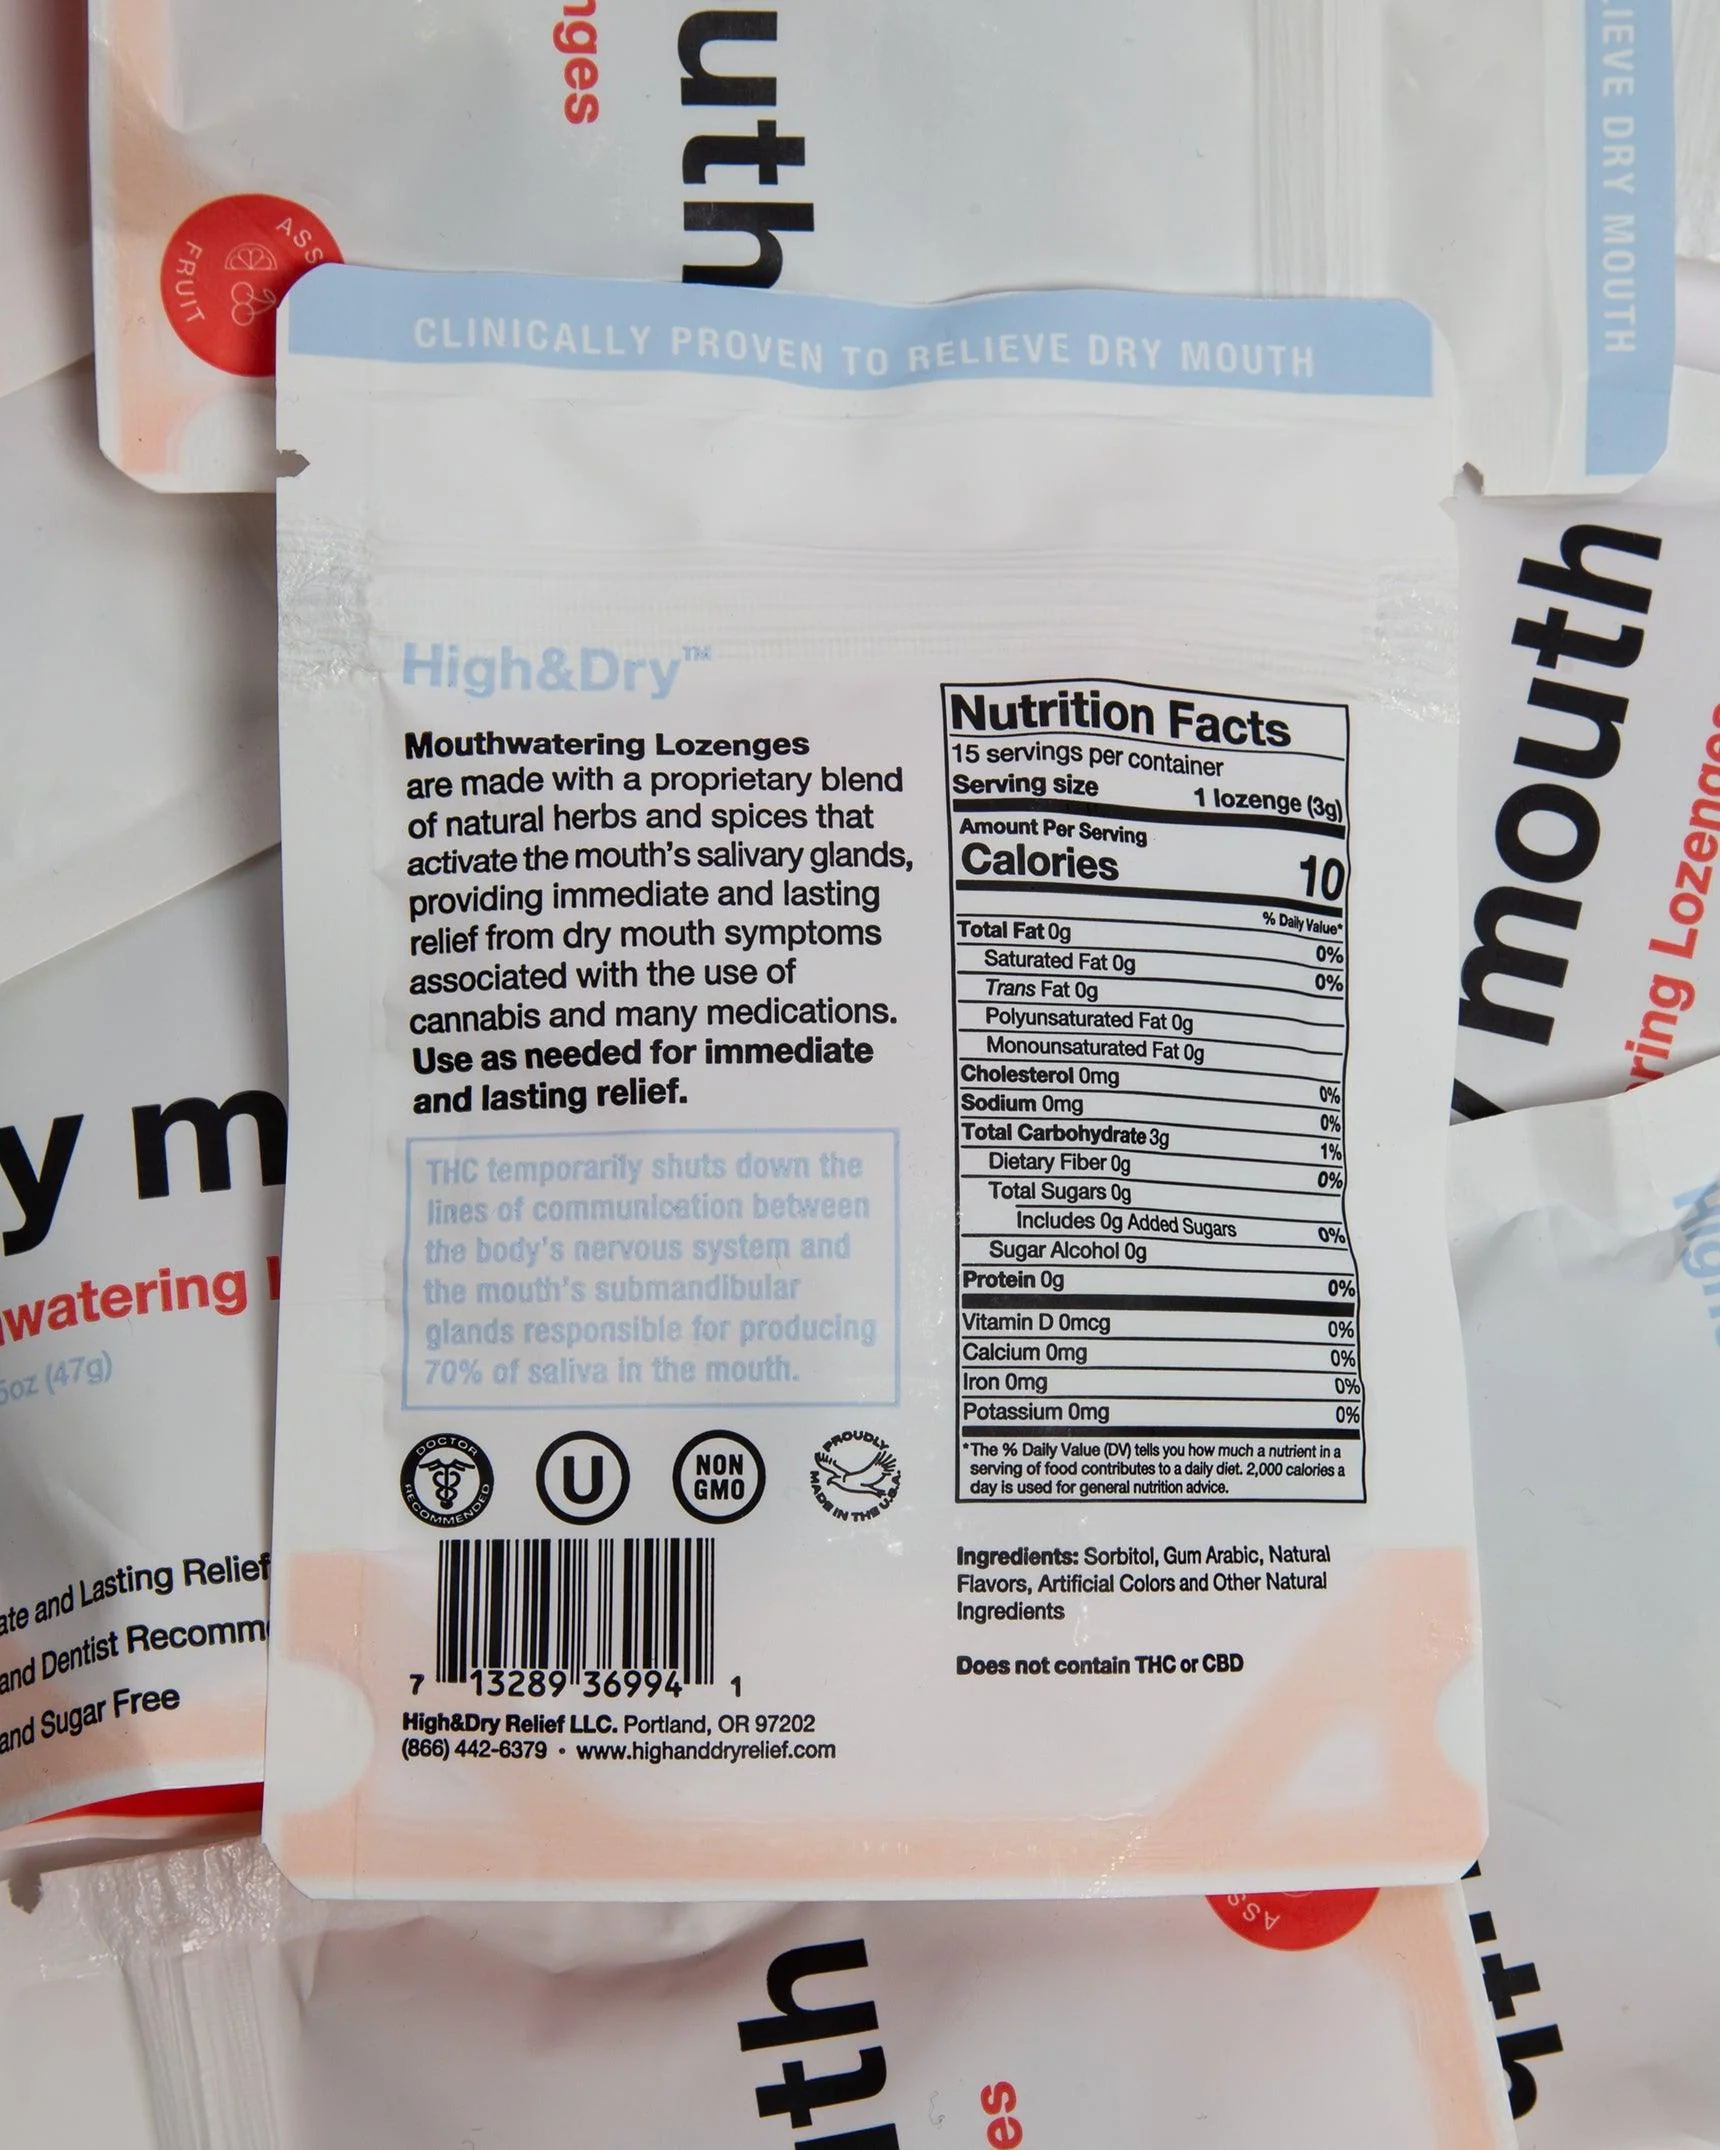 nges
uth
LIEVE DRY MOUTH
FRUIT
CLINICALLY PROVEN TO RELIEVE DRY MOUTH
High&Dry™
Mouthwatering Lozenges
are made with a proprietary blend
of natural herbs and spices that
activate the mouth's salivary glands,
providing immediate and lasting
relief from dry mouth symptoms
associated with the use of
cannabis and many medications.
Use as needed for immediate
and lasting relief.
THC temporarily shuts down the
lines of communication between
the body's nervous system and
the mouth's submandibular
glands responsible for producing
70% of saliva in the mouth.
DOCTOR RECOMMENDED
U
NON
GMO
PROUDLY MADE IN THE U.S.A.
7 13289 36994 1
High&Dry Relief LLC. Portland, OR 97202
(866) 442-6379 • www.highanddryrelief.com
Nutrition Facts
15 servings per container
Serving size 1 lozenge (3g)
Amount Per Serving
Calories 10
% Daily Value*
Total Fat 0g 0%
Saturated Fat 0g 0%
Trans Fat 0g
Polyunsaturated Fat 0g
Monounsaturated Fat 0g
Cholesterol 0mg 0%
Sodium 0mg 0%
Total Carbohydrate 3g 1%
Dietary Fiber 0g 0%
Total Sugars 0g
Includes 0g Added Sugars 0%
Sugar Alcohol 0g
Protein 0g 0%
Vitamin D 0mcg 0%
Calcium 0mg 0%
Iron 0mg 0%
Potassium 0mg 0%
*The % Daily Value (DV) tells you how much a nutrient in a
serving of food contributes to a daily diet. 2,000 calories a
day is used for general nutrition advice.
Ingredients: Sorbitol, Gum Arabic, Natural
Flavors, Artificial Colors and Other Natural
Ingredients
Does not contain THC or CBD
y m
watering
5oz (47g)
ate and Lasting Relief
and Dentist Recomm
and Sugar Free
mouth
ring Lozenges
ASS
uth
es